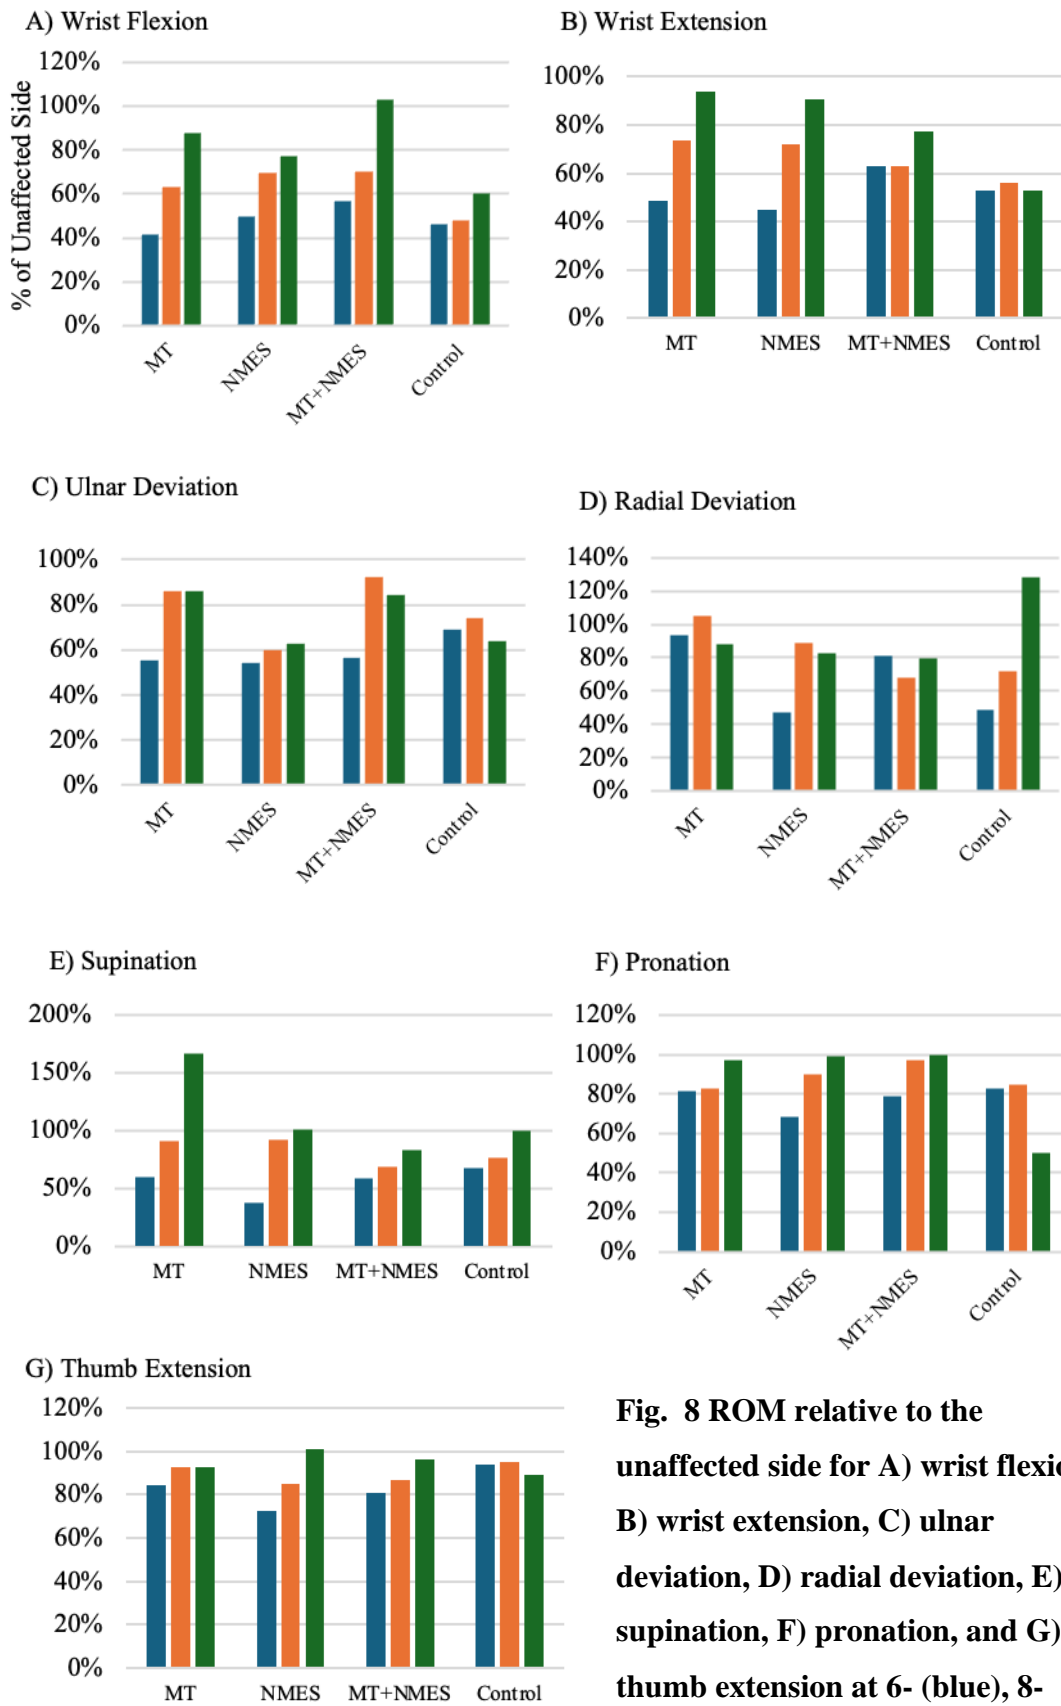 A) Wrist Flexion
% of Unaffected Side
120%
100%
80%
60%
40%
20%
0%
MT
NMES
MT+NMES
Control
B) Wrist Extension
100%
80%
60%
40%
20%
0%
MT NMES MT+NMES Control
C) Ulnar Deviation
100%
80%
60%
40%
20%
0%
MT
NMES
MT+NMES
Control
D) Radial Deviation
140%
120%
100%
80%
60%
40%
20%
0%
MT
NMES
MT+NMES
Control
E) Supination
200%
150%
100%
50%
0%
MT NMES MT+NMES Control
F) Pronation
120%
100%
80%
60%
40%
20%
0%
MT
NMES
MT+NMES
Control
G) Thumb Extension
120%
100%
80%
60%
40%
20%
0%
MT NMES MT+NMES Control
Fig. 8 ROM relative to the
unaffected side for A) wrist
B) wrist extension, C) ulnar
deviation, D) radial deviation, E)
supination, F) pronation, and G)
thumb extension at 6- (blue), 8-